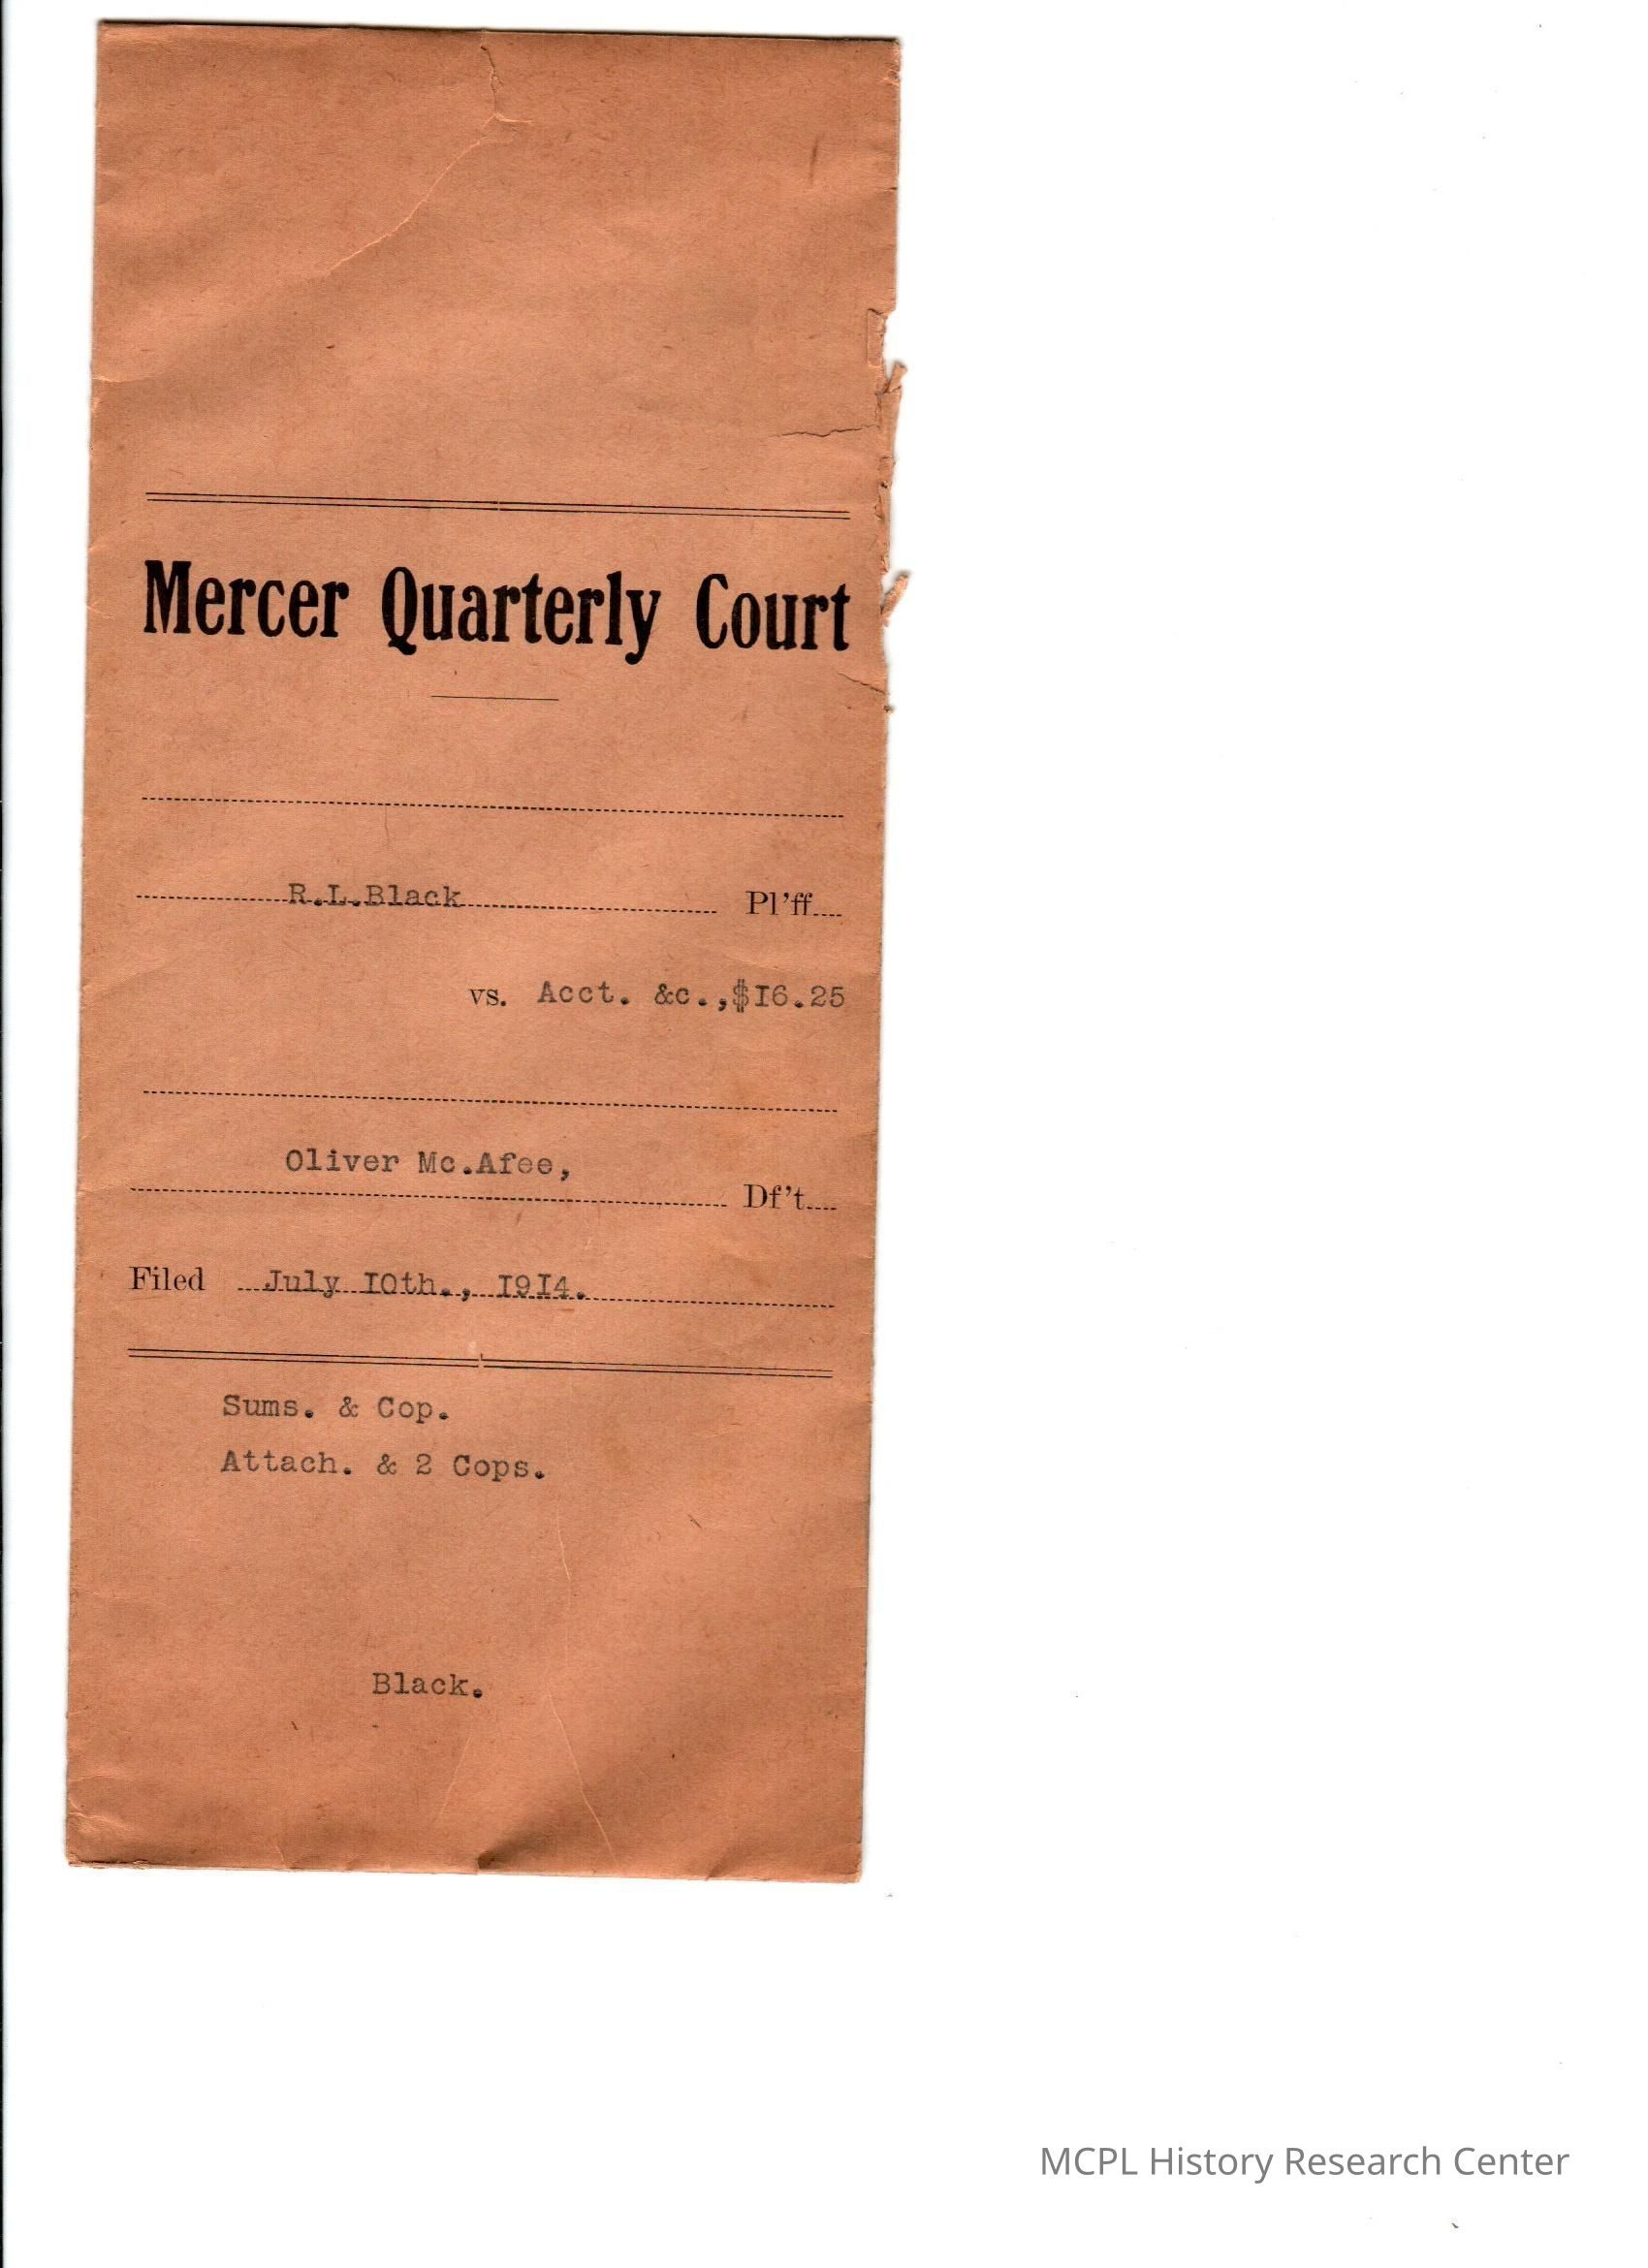 Mercer Quarterly Court
R.L.Black Pl'ff
vs. Acct. &c.,$I6.25
Oliver Mc.Afee,
Df't
Filed July I0th., I9I4.
Sums. & Cop.
Attach. & 2 Cops.
Black.
MCPL History Research Center